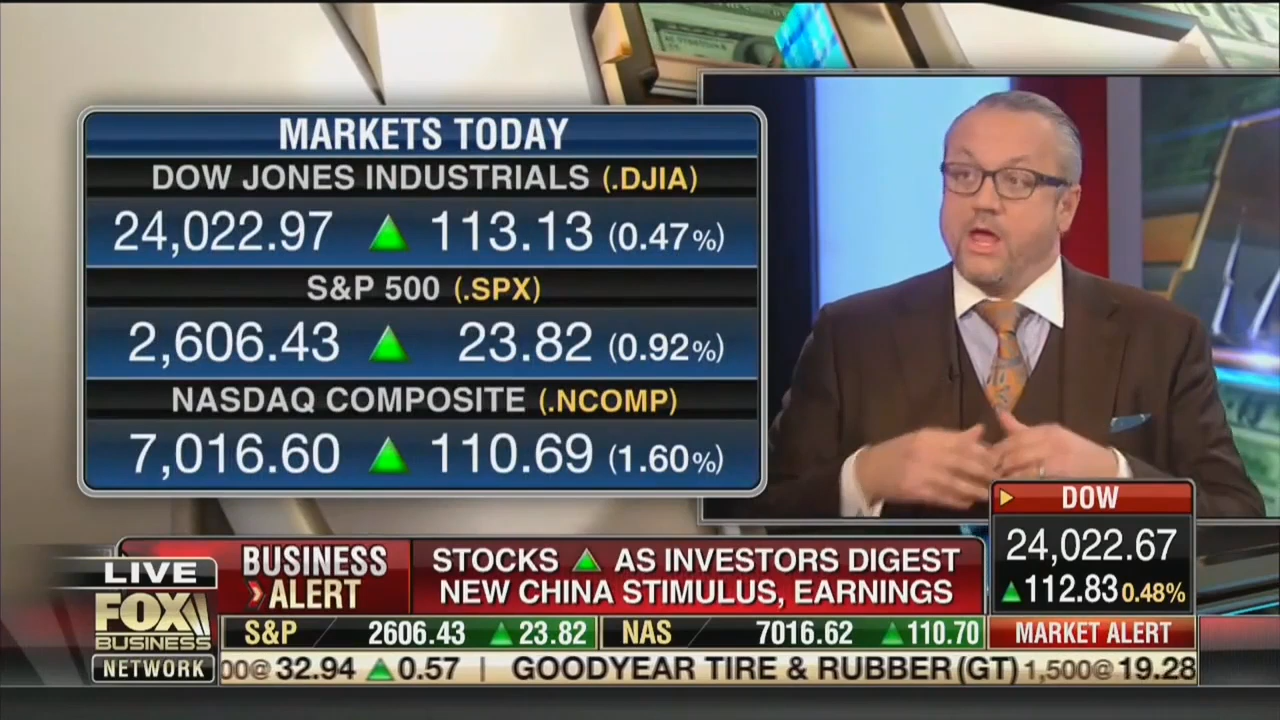 MARKETS TODAY
DOW JONES INDUSTRIALS (.DJIA)
24,022.97 ▲ 113.13 (0.47%)
S&P 500 (.SPX)
2,606.43 ▲ 23.82 (0.92%)
NASDAQ COMPOSITE (.NCOMP)
7,016.60 ▲ 110.69 (1.60%)
DOW
24,022.67
▲112.83 0.48%
MARKET ALERT
BUSINESS
ALERT
STOCKS ▲ AS INVESTORS DIGEST
NEW CHINA STIMULUS, EARNINGS
LIVE
FOX
BUSINESS
NETWORK
S&P 2606.43 ▲23.82 NAS 7016.62 ▲110.70
00@ 32.94 ▲0.57 | GOODYEAR TIRE & RUBBER (GT) 1,500@ 19.28